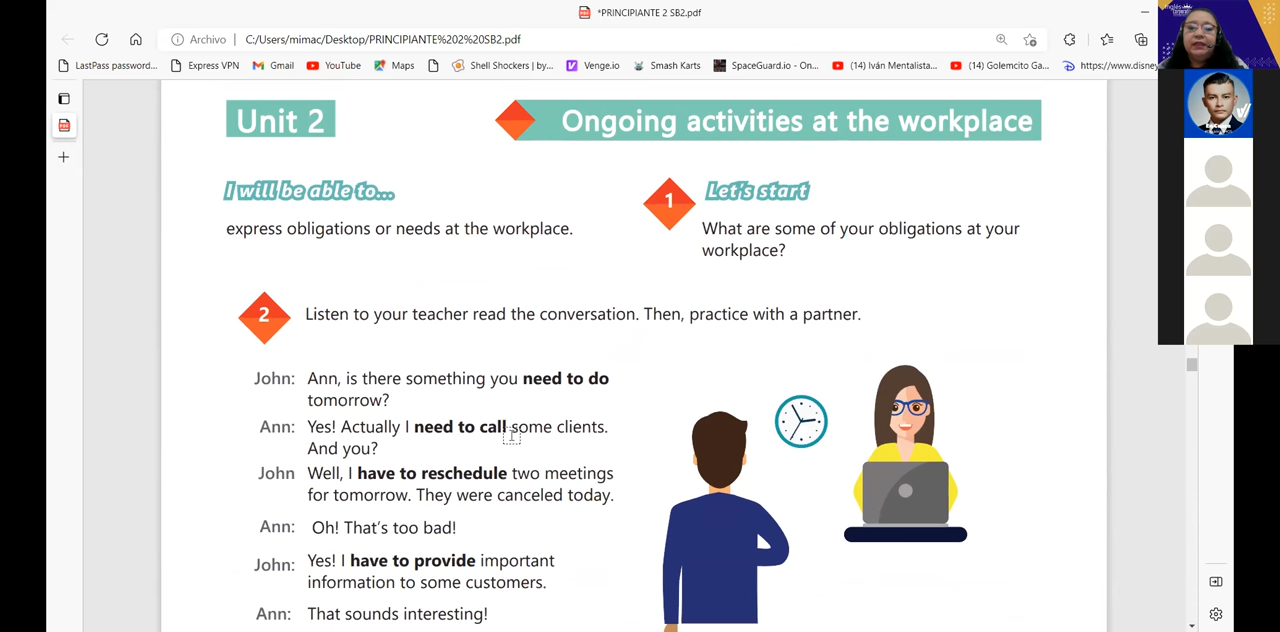 *PRINCIPIANTE 2 SB2.pdf
Archivo
C:/Users/mimac/Desktop/PRINCIPIANTE%202%20SB2.pdf
LastPass password...
Express VPN
Gmail
YouTube
Maps
Shell Shockers | by...
Venge.io
Smash Karts
SpaceGuard.io - On...
(14) Iván Mentalista...
(14) Golemcito Ga...
https://www.disney
Unit 2
Ongoing activities at the workplace
I will be able to...
express obligations or needs at the workplace.
1
Let's start
What are some of your obligations at your
workplace?
2
Listen to your teacher read the conversation. Then, practice with a partner.
John: Ann, is there something you need to do
tomorrow?
Ann: Yes! Actually I need to call some clients.
And you?
John Well, I have to reschedule two meetings
for tomorrow. They were canceled today.
Ann: Oh! That's too bad!
John: Yes! I have to provide important
information to some customers.
Ann: That sounds interesting!